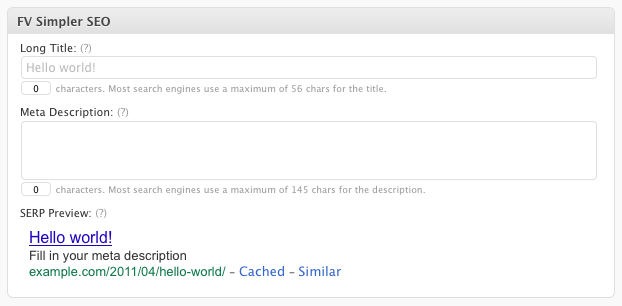 FV Simpler SEO
Long Title: (?)
Hello world!
0 characters. Most search engines use a maximum of 56 chars for the title.
Meta Description: (?)
0 characters. Most search engines use a maximum of 145 chars for the description.
SERP Preview: (?)
Hello world!
Fill in your meta description
example.com/2011/04/hello-world/ – Cached – Similar